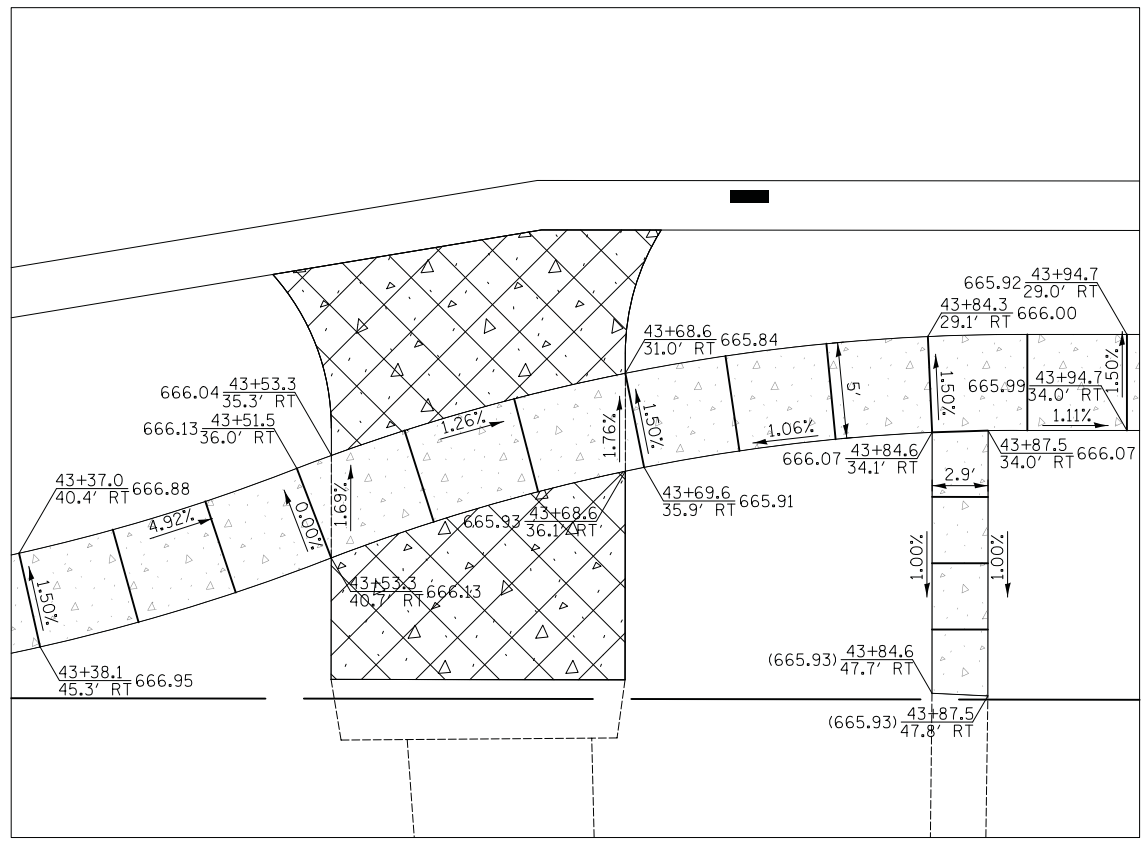 665.92 43+94.7
29.0' RT
43+84.3
29.1' RT 666.00
43+68.6
31.0' RT 665.84
1.50%
1.50%
665.99 43+94.7
34.0' RT
666.04 43+53.3
35.3' RT
5'
1.50%
1.26%
1.76%
1.11%
666.13 43+51.5
36.0' RT
1.06%
666.07 43+84.6
34.1' RT
43+87.5
34.0' RT 666.07
43+37.0
40.4' RT 666.88
2.9'
1.69%
43+69.6
35.9' RT 665.91
4.92%
0.00%
665.93 43+68.6
36.1' RT
1.00%
1.00%
1.50%
43+53.3
40.7' RT 666.13
43+38.1
45.3' RT 666.95
(665.93) 43+84.6
47.7' RT
(665.93) 43+87.5
47.8' RT